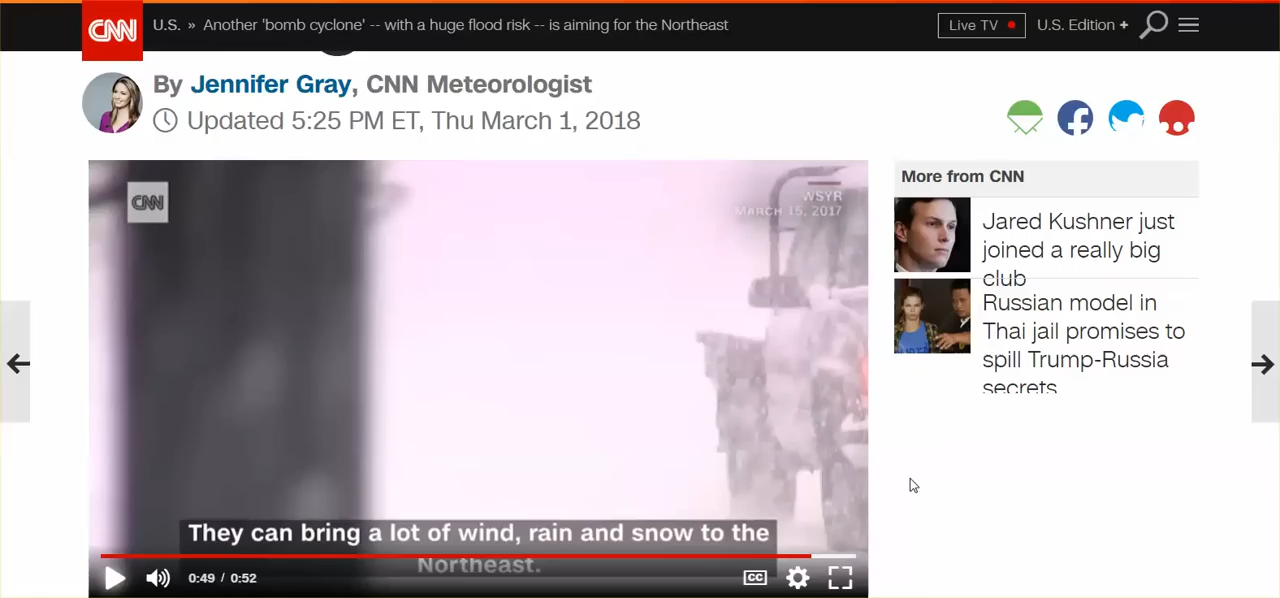 CNN
U.S. » Another 'bomb cyclone' -- with a huge flood risk -- is aiming for the Northeast
Live TV
U.S. Edition +
By Jennifer Gray, CNN Meteorologist
Updated 5:25 PM ET, Thu March 1, 2018
CNN
WSYR
MARCH 15, 2017
They can bring a lot of wind, rain and snow to the
Northeast.
0:49 / 0:52
CC
More from CNN
Jared Kushner just
joined a really big
club
Russian model in
Thai jail promises to
spill Trump-Russia
secrets